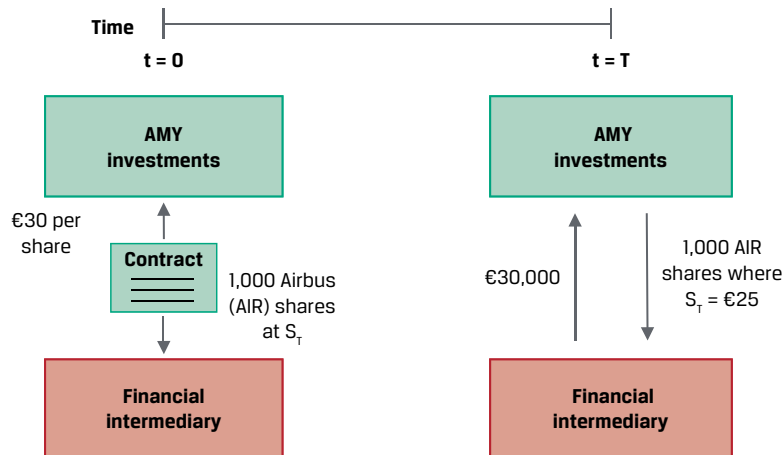 Time
t = 0
t = T
AMY
investments
AMY
investments
€30 per
share
Contract
1,000 Airbus
(AIR) shares
at S_T
€30,000
1,000 AIR
shares where
S_T = €25
Financial
intermediary
Financial
intermediary